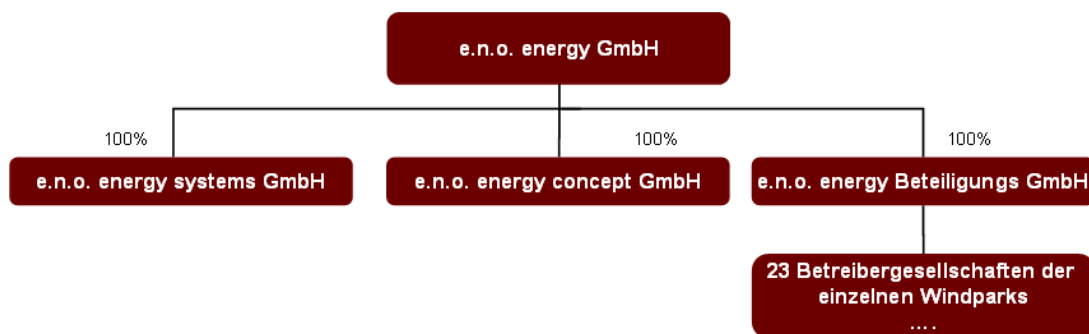 e.n.o. energy GmbH
100%
100%
100%
e.n.o. energy systems GmbH
e.n.o. energy concept GmbH
e.n.o. energy Beteiligungs GmbH
23 Betreibergesellschaften der
einzelnen Windparks
....